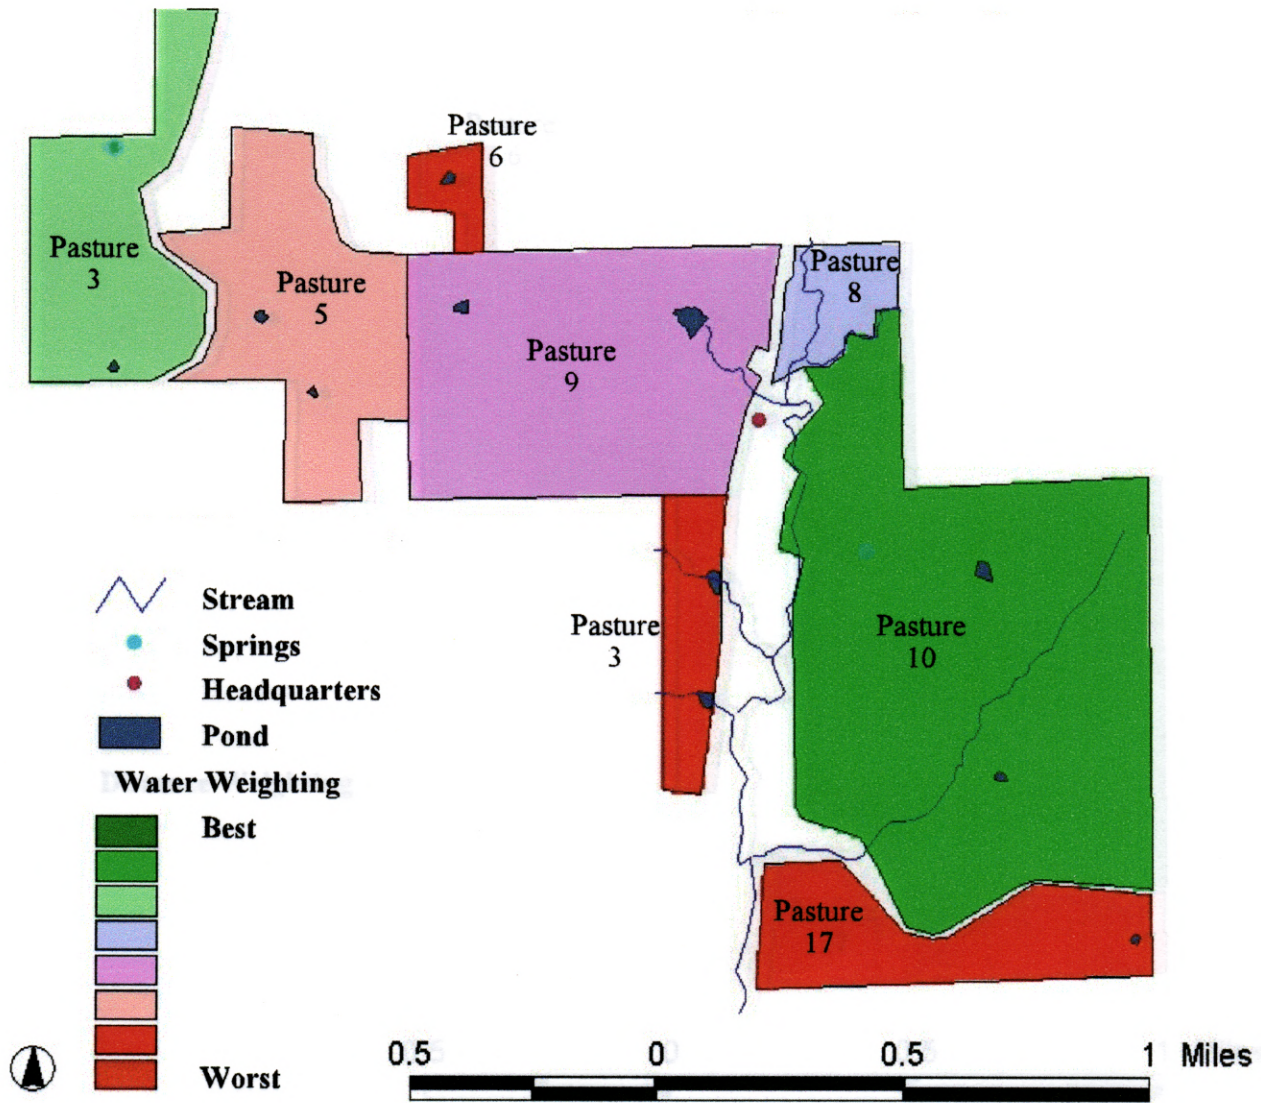 Pasture
6
Pasture
3
Pasture
5
Pasture
8
Pasture
9
Pasture
3
Pasture
10
Pasture
17
Stream
Springs
Headquarters
Pond
Water Weighting
Best
Worst
0.5 0 0.5 1 Miles